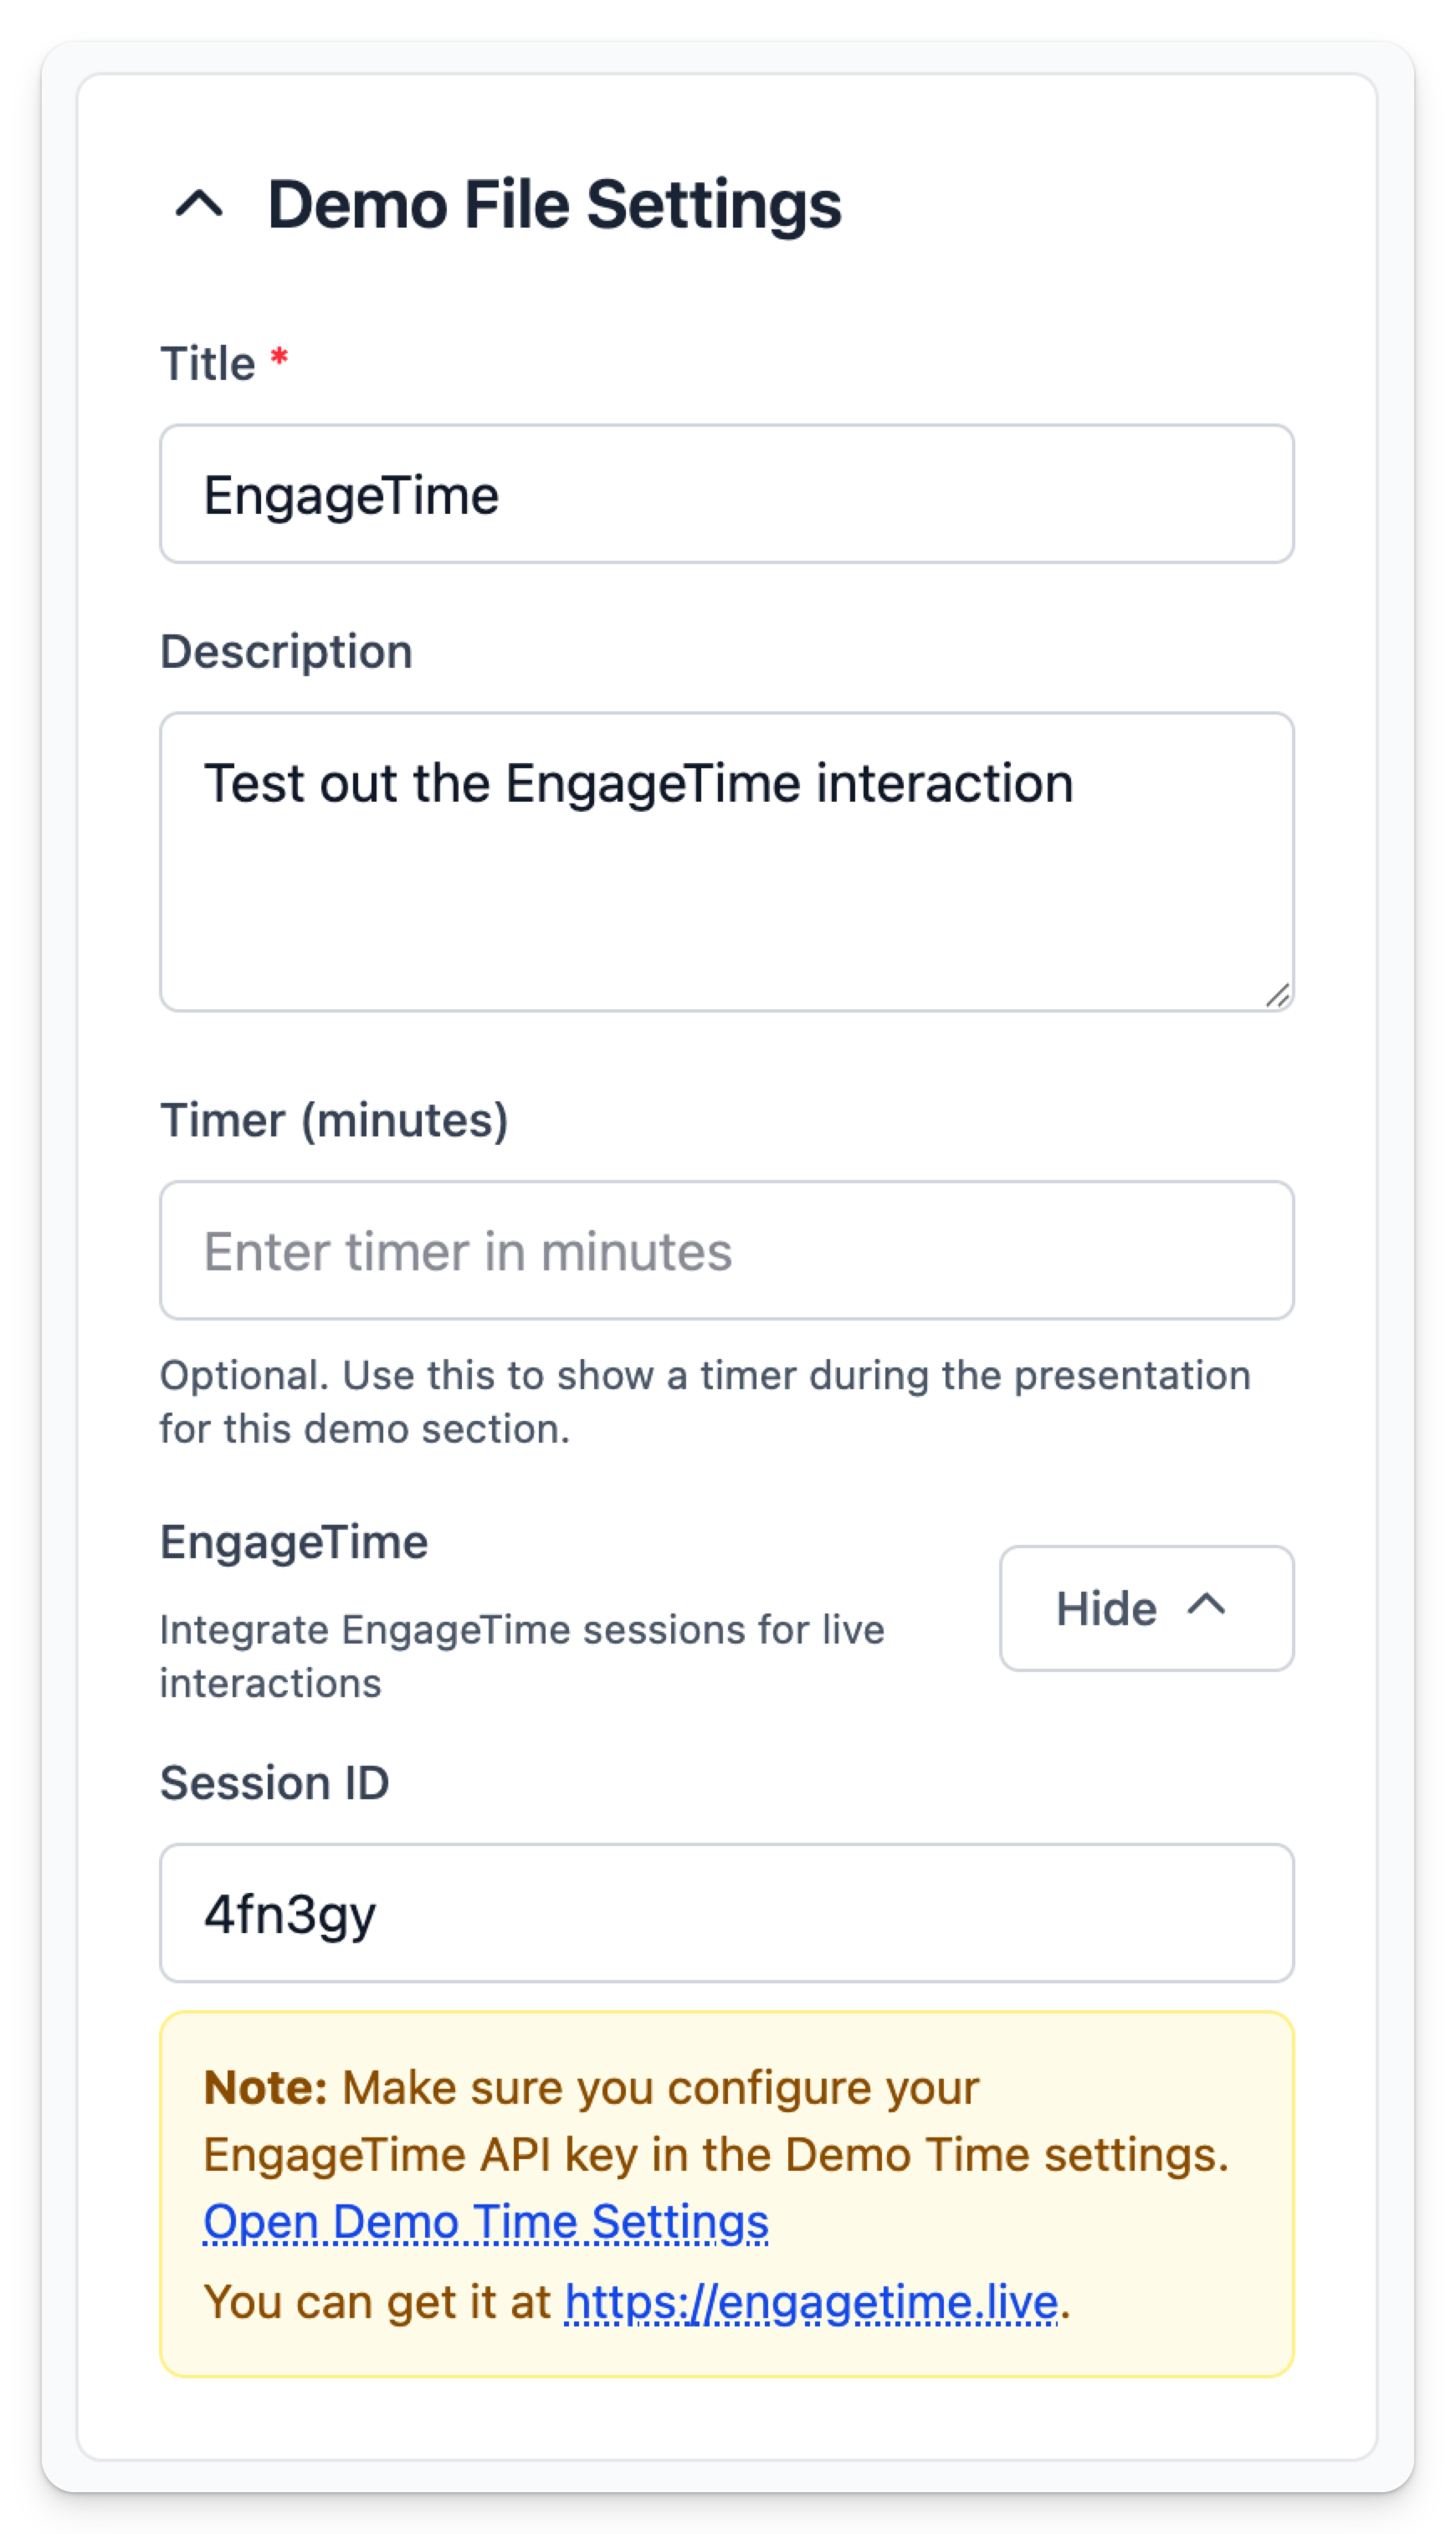 Demo File Settings
Title *
EngageTime
Description
Test out the EngageTime interaction
Timer (minutes)
Enter timer in minutes
Optional. Use this to show a timer during the presentation
for this demo section.
EngageTime
Integrate EngageTime sessions for live
interactions
Hide
Session ID
4fn3gy
Note: Make sure you configure your
EngageTime API key in the Demo Time settings.
Open Demo Time Settings
You can get it at https://engagetime.live.